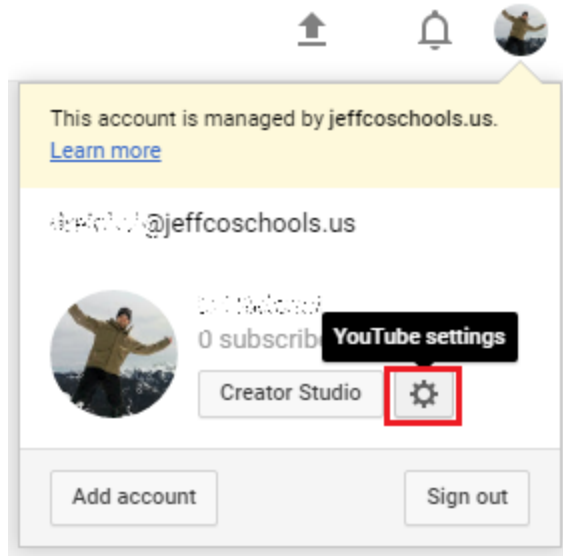 This account is managed by jeffcoschools.us.
Learn more
@jeffcoschools.us
0 subscribe
YouTube settings
Creator Studio
Add account
Sign out